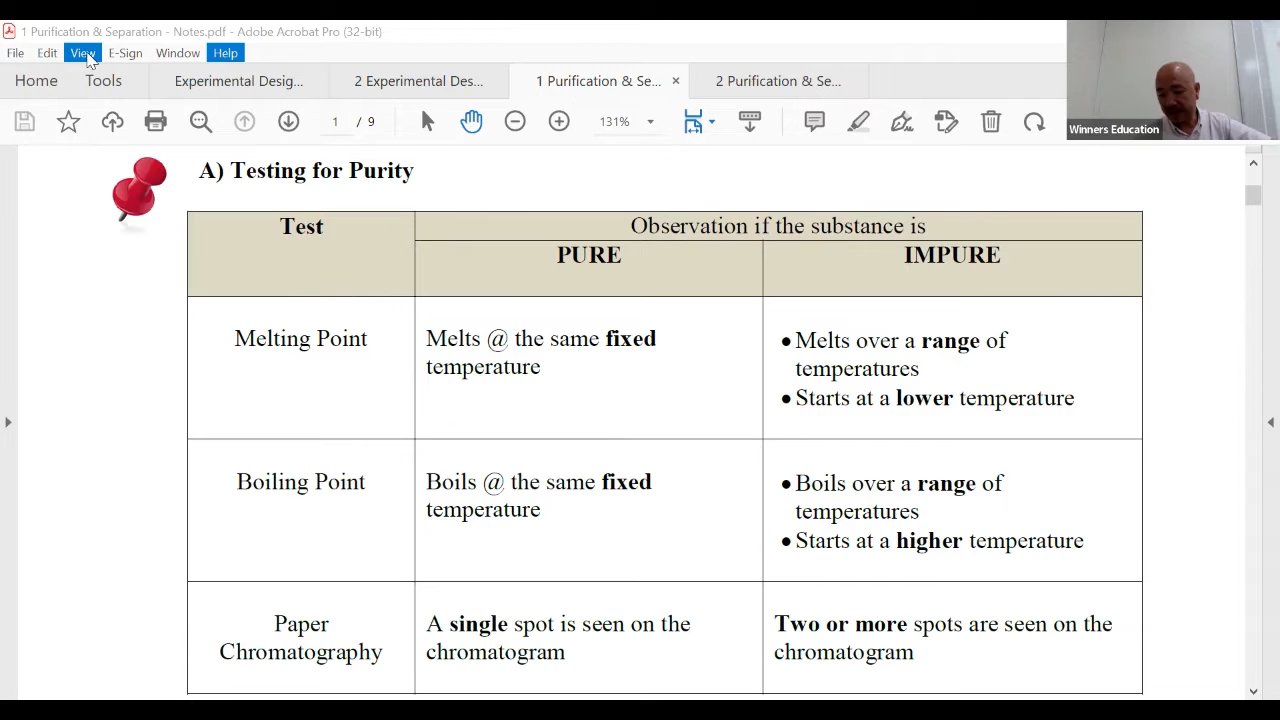 1 Purification & Separation - Notes.pdf - Adobe Acrobat Pro (32-bit)
File Edit View E-Sign Window Help
Home Tools Experimental Desig... 2 Experimental Des... 1 Purification & Se... × 2 Purification & Se...
1 / 9 131%
Winners Education
A) Testing for Purity
Test
Observation if the substance is
PURE
IMPURE
Melting Point
Melts @ the same fixed
temperature
• Melts over a range of
temperatures
• Starts at a lower temperature
Boiling Point
Boils @ the same fixed
temperature
• Boils over a range of
temperatures
• Starts at a higher temperature
Paper
Chromatography
A single spot is seen on the
chromatogram
Two or more spots are seen on the
chromatogram